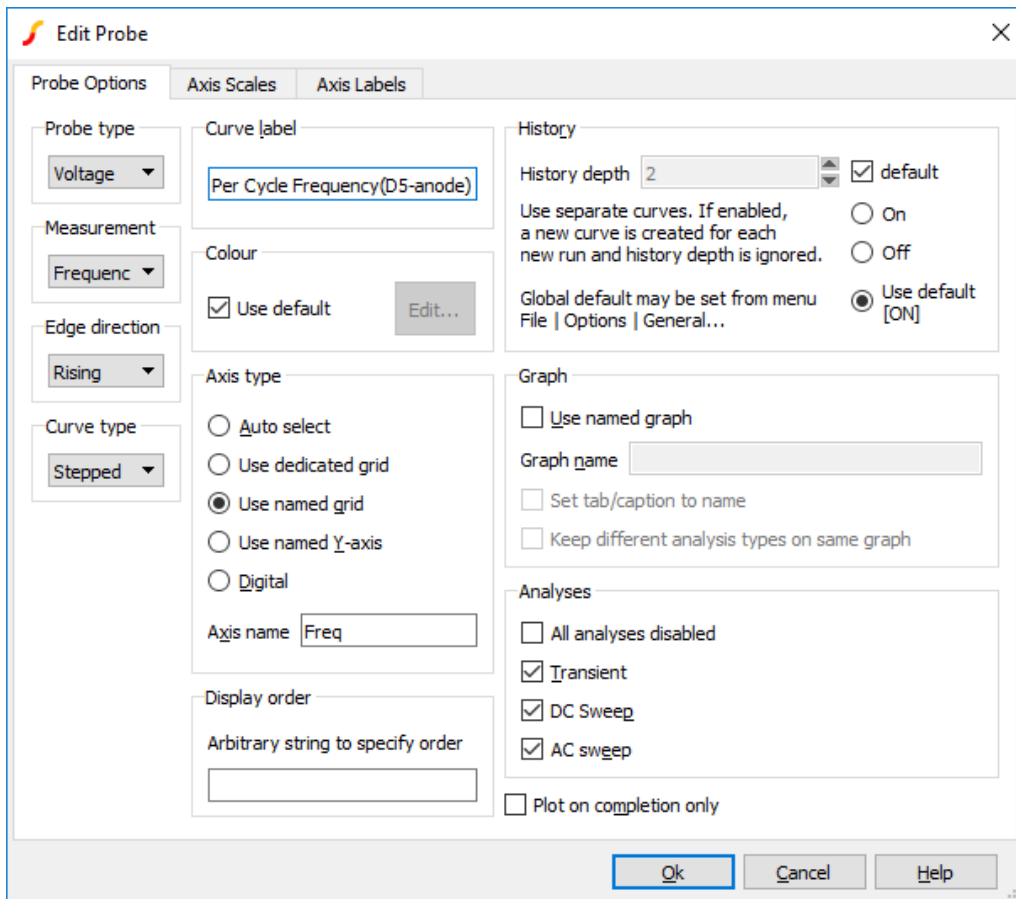 Edit Probe
Probe Options
Axis Scales
Axis Labels
Probe type
Voltage
Measurement
Frequenc
Edge direction
Rising
Curve type
Stepped
Curve label
Per Cycle Frequency(D5-anode)
Colour
Use default
Edit...
Axis type
Auto select
Use dedicated grid
Use named grid
Use named Y-axis
Digital
Axis name Freq
Display order
Arbitrary string to specify order
History
History depth 2
default
Use separate curves. If enabled,
a new curve is created for each
new run and history depth is ignored.
On
Off
Global default may be set from menu
File | Options | General...
Use default
[ON]
Graph
Use named graph
Graph name
Set tab/caption to name
Keep different analysis types on same graph
Analyses
All analyses disabled
Transient
DC Sweep
AC sweep
Plot on completion only
Ok
Cancel
Help